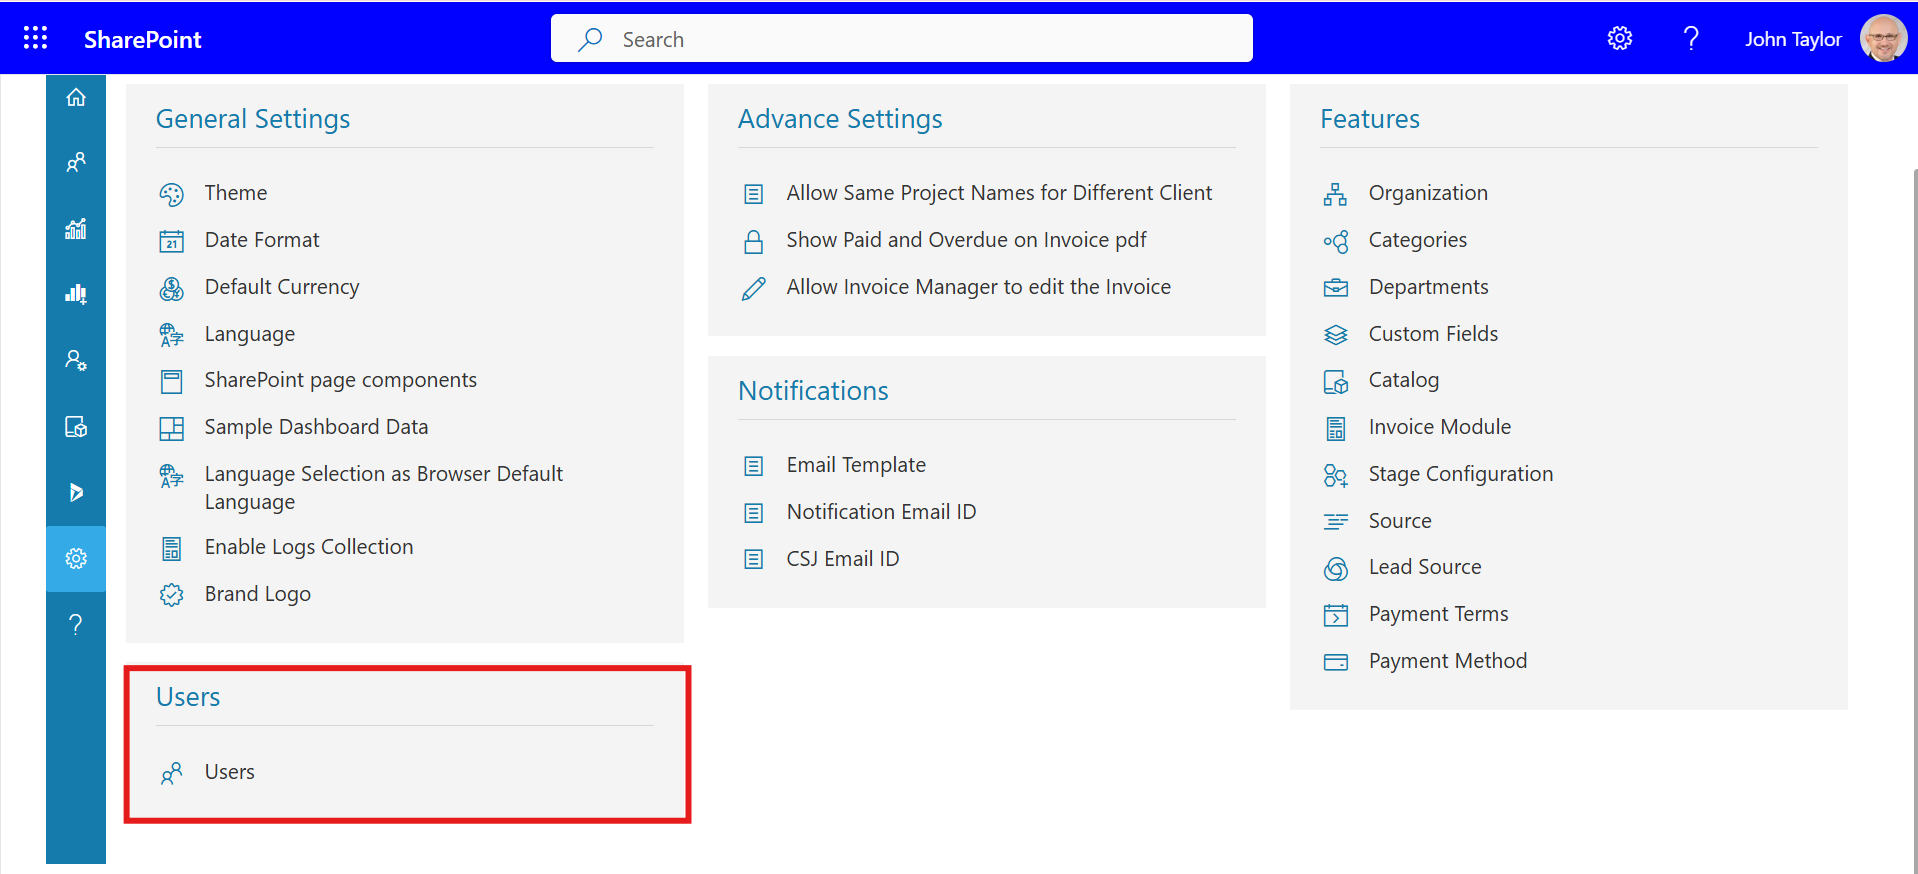 SharePoint
Search
?
John Taylor
General Settings
Theme
21
Date Format
Default Currency
Language
SharePoint page components
Sample Dashboard Data
Language Selection as Browser Default
Language
Enable Logs Collection
Brand Logo
Users
Users
Advance Settings
Allow Same Project Names for Different Client
Show Paid and Overdue on Invoice pdf
Allow Invoice Manager to edit the Invoice
Notifications
Email Template
Notification Email ID
CSJ Email ID
Features
Organization
Categories
Departments
Custom Fields
Catalog
Invoice Module
Stage Configuration
Source
Lead Source
Payment Terms
Payment Method